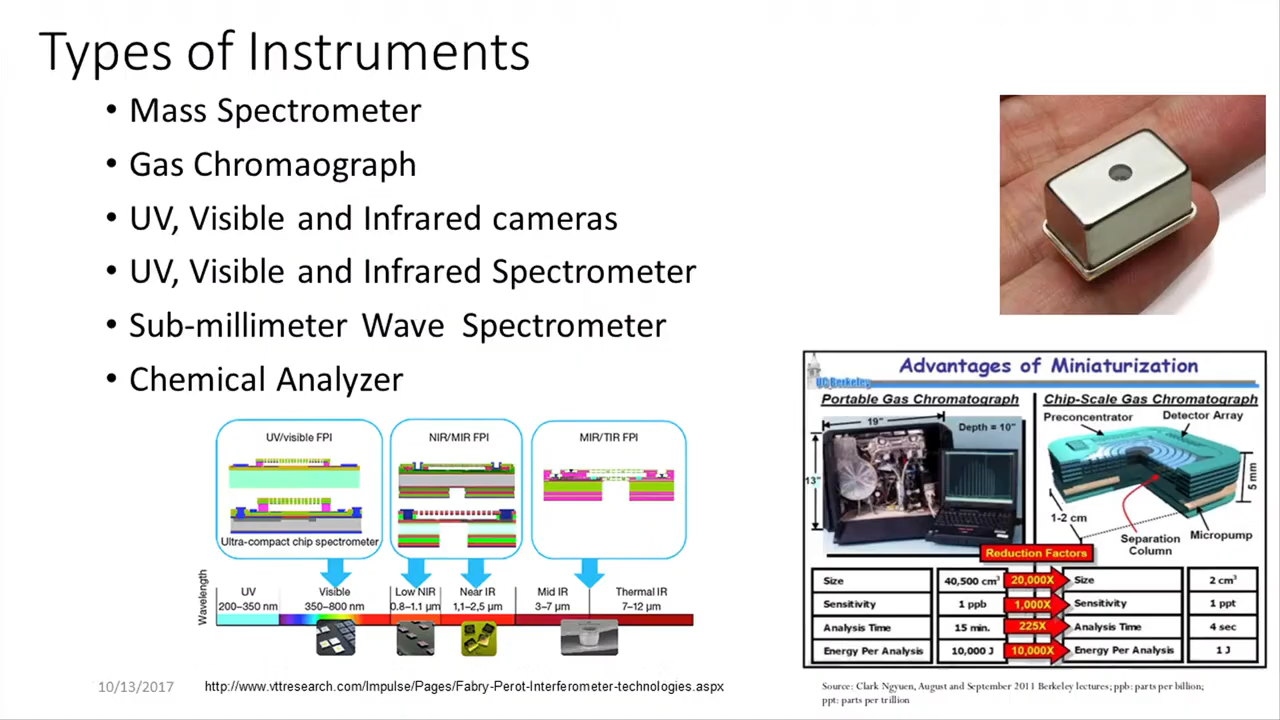 Types of Instruments
• Mass Spectrometer
• Gas Chromaograph
• UV, Visible and Infrared cameras
• UV, Visible and Infrared Spectrometer
• Sub-millimeter Wave Spectrometer
• Chemical Analyzer
UV/visible FPI
Ultra-compact chip spectrometer
NIR/MIR FPI
MIR/TIR FPI
Wavelength
UV
200–350 nm
Visible
350–800 nm
Low NIR
0.8–1.1 µm
Near IR
1,1–2,5 µm
Mid IR
3–7 µm
Thermal IR
7–12 µm
Advantages of Miniaturization
UC Berkeley
Portable Gas Chromatograph
19"
Depth = 10"
13"
Chip-Scale Gas Chromatograph
Preconcentrator
Detector Array
5 mm
1-2 cm
Separation
Column
Micropump
Reduction Factors
Size 40,500 cm³ 20,000X Size 2 cm³
Sensitivity 1 ppb 1,000X Sensitivity 1 ppt
Analysis Time 15 min. 225X Analysis Time 4 sec
Energy Per Analysis 10,000 J 10,000X Energy Per Analysis 1 J
10/13/2017
http://www.vttresearch.com/Impulse/Pages/Fabry-Perot-Interferometer-technologies.aspx
Source: Clark Ngyuen, August and September 2011 Berkeley lectures; ppb: parts per billion;
ppt: parts per trillion